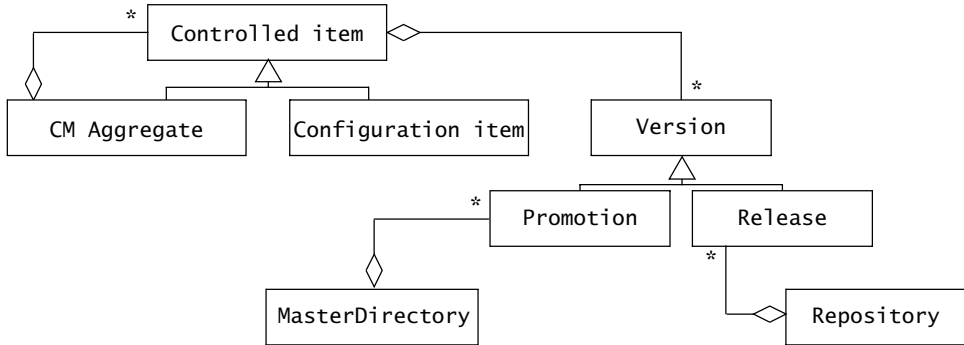 *
Controlled item
*
CM Aggregate
Configuration item
Version
*
Promotion
Release
*
MasterDirectory
Repository